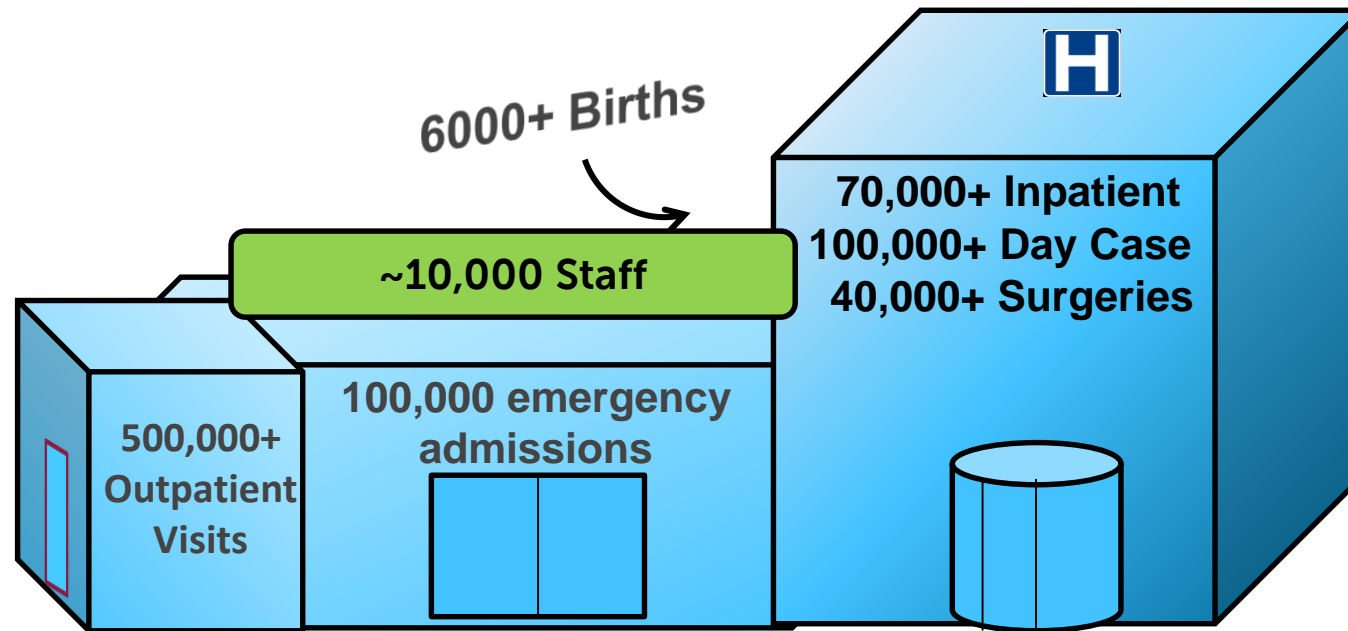 6000+ Births
H
70,000+ Inpatient
100,000+ Day Case
40,000+ Surgeries
~10,000 Staff
100,000 emergency
admissions
500,000+
Outpatient
Visits